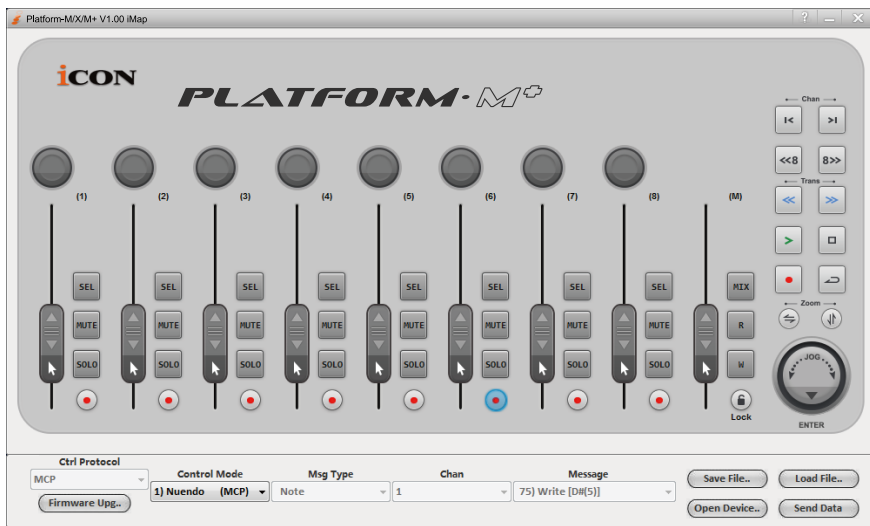 Platform-M/X/M+ V1.00 iMap
? _ X
iCON
PLATFORM·M+
Chan
I< >I
<<8 8>>
Trans
<< >>
(1) (2) (3) (4) (5) (6) (7) (8) (M)
>
SEL SEL SEL SEL SEL SEL SEL SEL MIX
Zoom
MUTE MUTE MUTE MUTE MUTE MUTE MUTE MUTE R
JOG
SOLO SOLO SOLO SOLO SOLO SOLO SOLO SOLO W
Lock
ENTER
Ctrl Protocol
MCP
Firmware Upg..
Control Mode
1) Nuendo (MCP)
Msg Type
Note
Chan
1
Message
75) Write [D#(5)]
Save File.. Load File..
Open Device.. Send Data